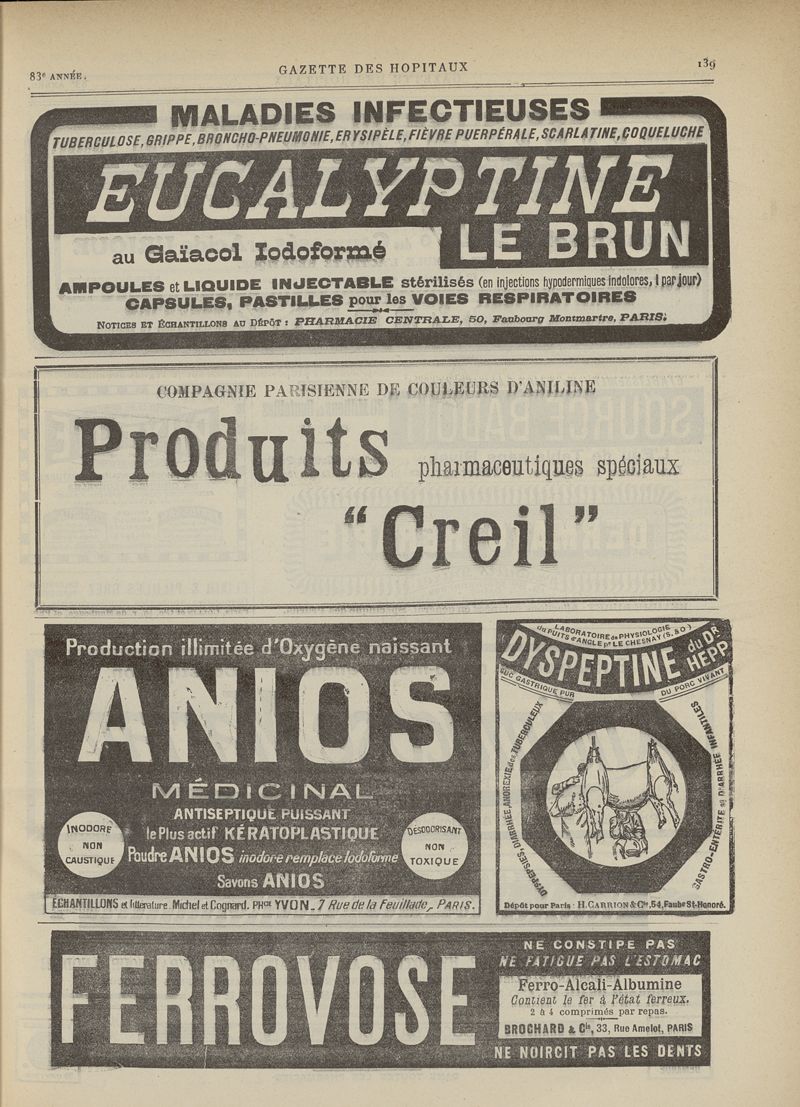 83e ANNÉE.
GAZETTE DES HOPITAUX
139
MALADIES INFECTIEUSES
TUBERCULOSE, GRIPPE, BRONCHO-PNEUMONIE, ERYSIPÈLE, FIÈVRE PUERPÉRALE, SCARLATINE, COQUELUCHE
EUCALYPTINE
au Gaïacol Iodoformé
LE BRUN
AMPOULES et LIQUIDE INJECTABLE stérilisés (en injections hypodermiques indolores, 1 par jour)
CAPSULES, PASTILLES pour les VOIES RESPIRATOIRES
NOTICES ET ÉCHANTILLONS AU DÉPÔT : PHARMACIE CENTRALE, 50, Faubourg Montmartre, PARIS.
COMPAGNIE PARISIENNE DE COULEURS D'ANILINE
Produits
pharmaceutiques spéciaux
“Creil”
Production illimitée d'Oxygène naissant
ANIOS
MÉDICINAL
ANTISEPTIQUE PUISSANT
le Plus actif KÉRATOPLASTIQUE
Poudre ANIOS inodore remplace Iodoforme
Savons ANIOS
INODORE
NON
CAUSTIQUE
DÉSODORISANT
NON
TOXIQUE
ÉCHANTILLONS et littérature. Michel et Cognard. PHcie YVON_7 Rue de la Feuillade_ PARIS.
LABORATOIRE de PHYSIOLOGIE
du PUITS d'ANGLE pr LE CHESNAY (S.&O.)
DYSPEPTINE
du Dr
HEPP
SUC GASTRIQUE PUR
DU PORC VIVANT
DYSPEPSIES, DIARRHÉE, ANOREXIE des TUBERCULEUX
GASTRO-ENTÉRITE et DIARRHÉE INFANTILES
Dépôt pour Paris : H. CARRION & Cie, 54, Faubg St-Honoré.
FERROVOSE
NE CONSTIPE PAS
NE FATIGUE PAS L'ESTOMAC
Ferro-Alcali-Albumine
Contient le fer à l'état ferreux.
2 à 4 comprimés par repas.
BROCHARD & Cie, 33, Rue Amelot, PARIS
NE NOIRCIT PAS LES DENTS